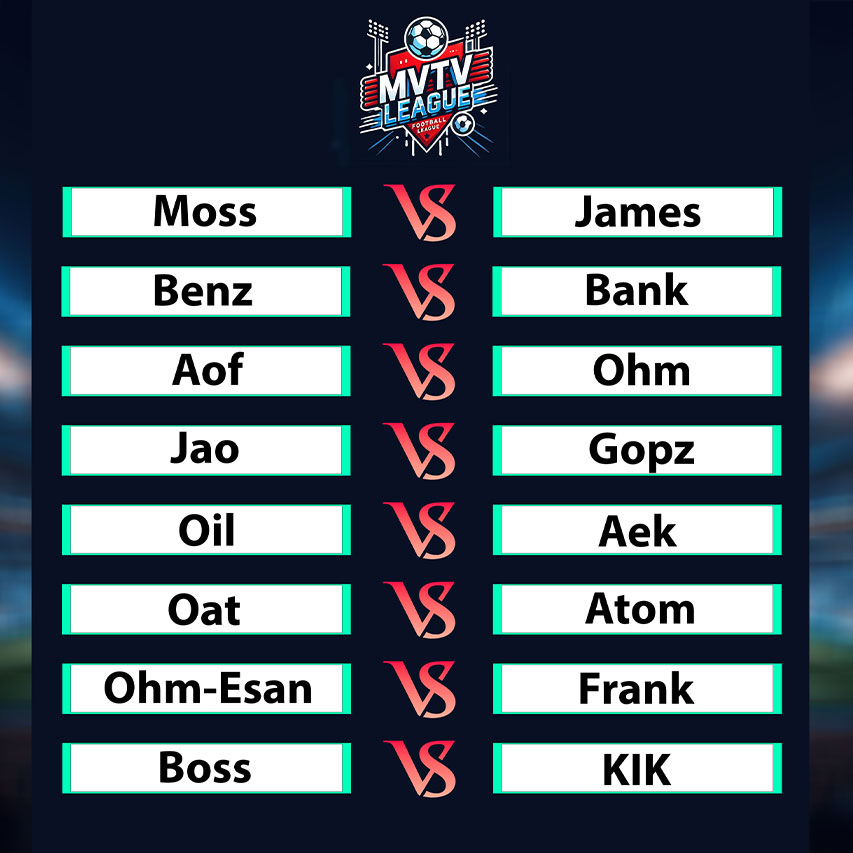 MVTV
LEAGUE
FOOTBALL
LEAGUE
Moss VS James
Benz VS Bank
Aof VS Ohm
Jao VS Gopz
Oil VS Aek
Oat VS Atom
Ohm-Esan VS Frank
Boss VS KIK